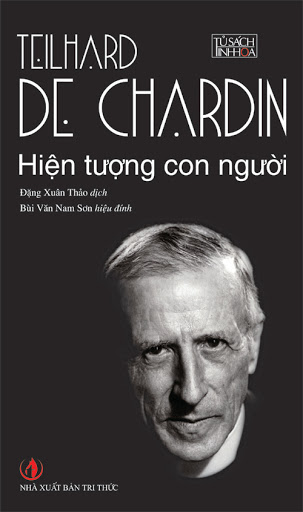 TEILHARD
TỦ SÁCH
TINH HOA
DE CHARDIN
Hiện tượng con người
Đặng Xuân Thảo dịch
Bùi Văn Nam Sơn hiệu đính
NHÀ XUẤT BẢN TRI THỨC